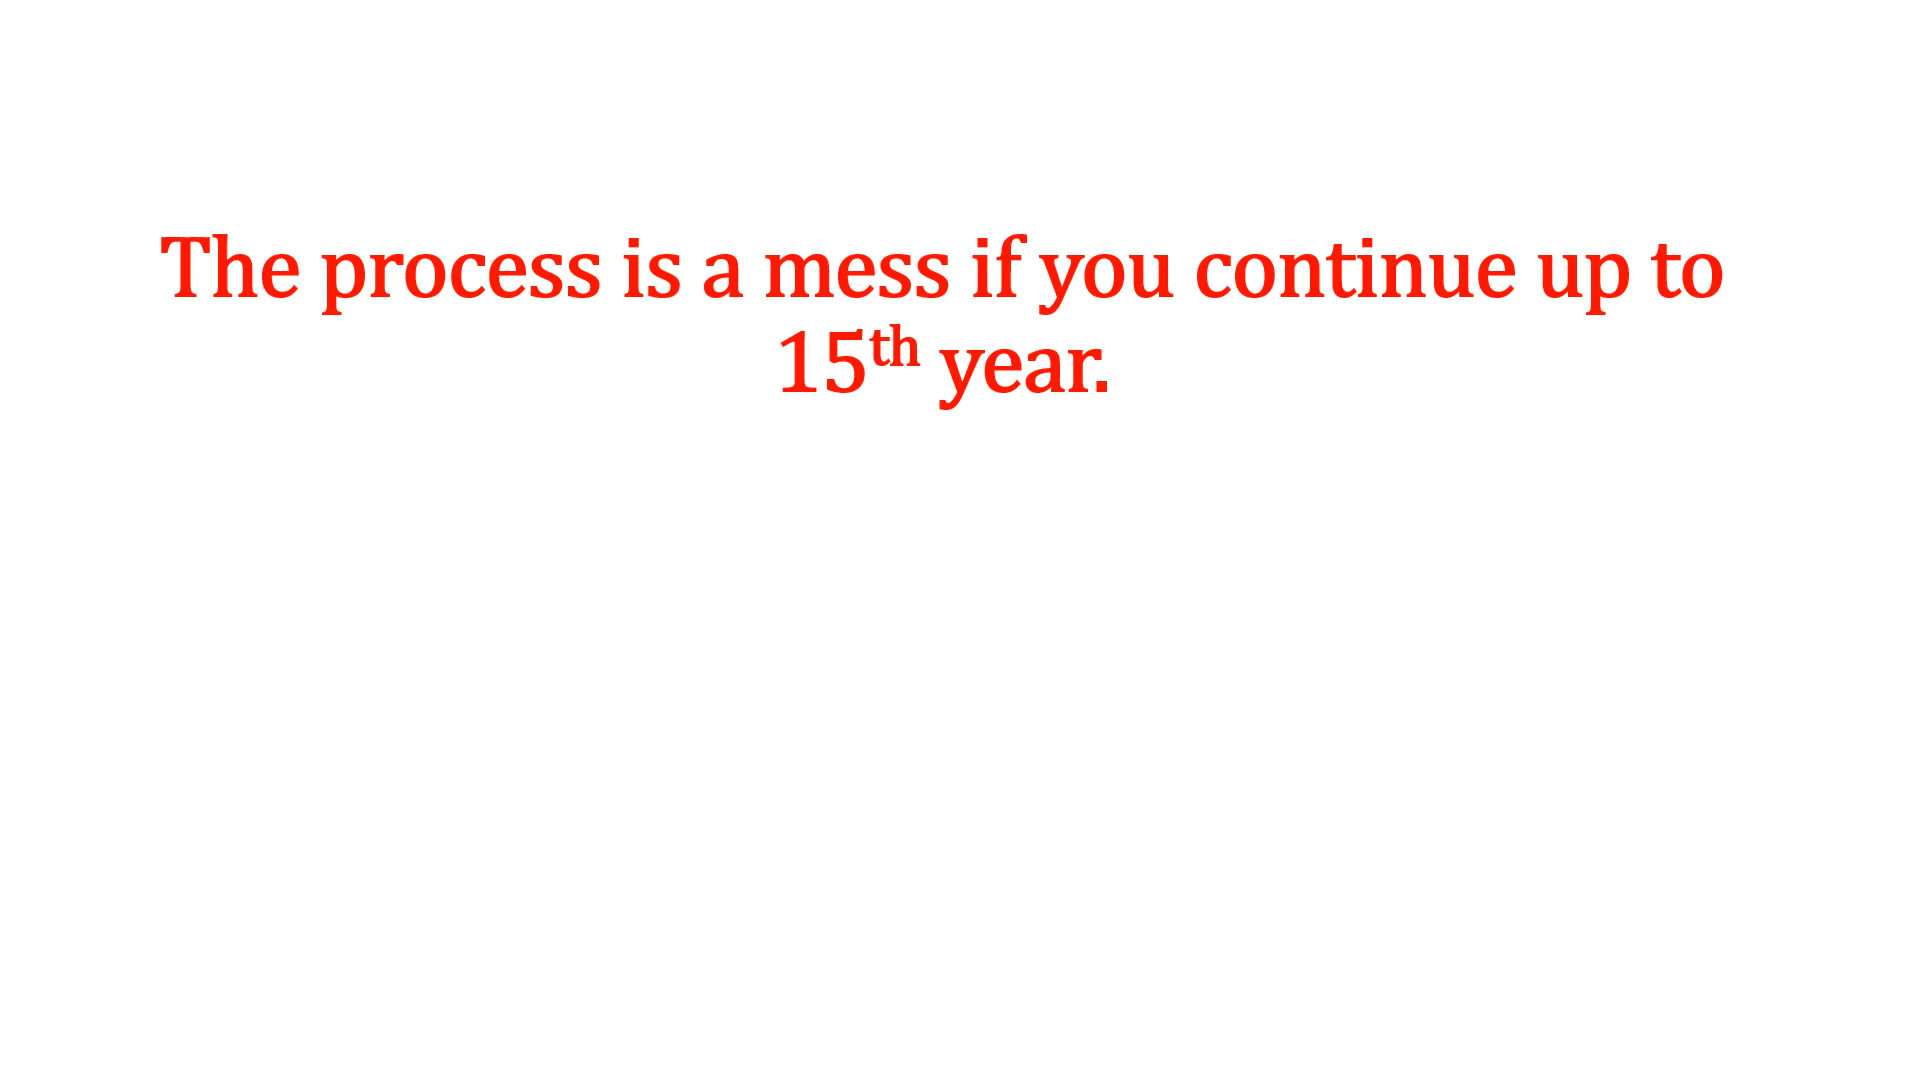 The process is a mess if you continue up to
15th year.